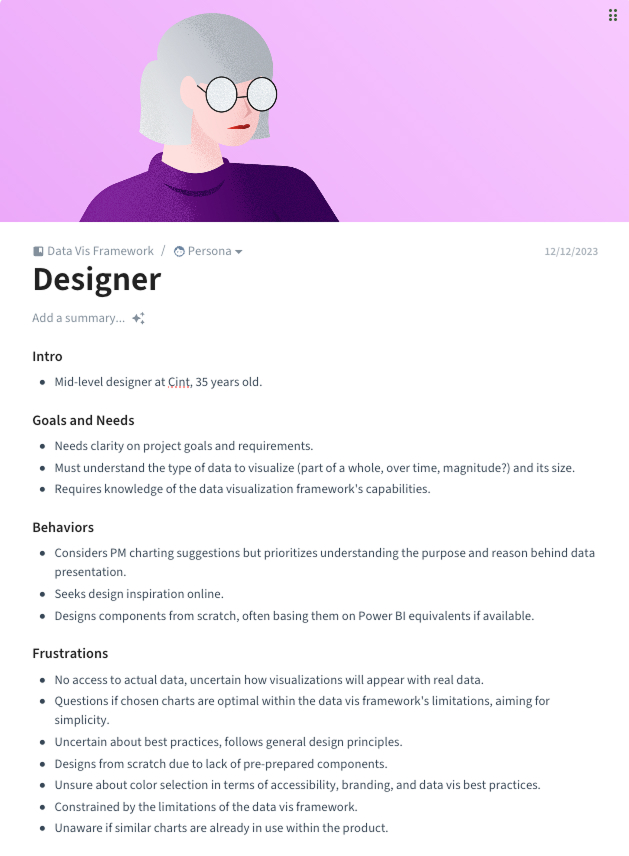 Data Vis Framework / Persona 12/12/2023
Designer
Add a summary...
Intro
• Mid-level designer at Cint, 35 years old.
Goals and Needs
• Needs clarity on project goals and requirements.
• Must understand the type of data to visualize (part of a whole, over time, magnitude?) and its size.
• Requires knowledge of the data visualization framework's capabilities.
Behaviors
• Considers PM charting suggestions but prioritizes understanding the purpose and reason behind data
presentation.
• Seeks design inspiration online.
• Designs components from scratch, often basing them on Power BI equivalents if available.
Frustrations
• No access to actual data, uncertain how visualizations will appear with real data.
• Questions if chosen charts are optimal within the data vis framework's limitations, aiming for
simplicity.
• Uncertain about best practices, follows general design principles.
• Designs from scratch due to lack of pre-prepared components.
• Unsure about color selection in terms of accessibility, branding, and data vis best practices.
• Constrained by the limitations of the data vis framework.
• Unaware if similar charts are already in use within the product.